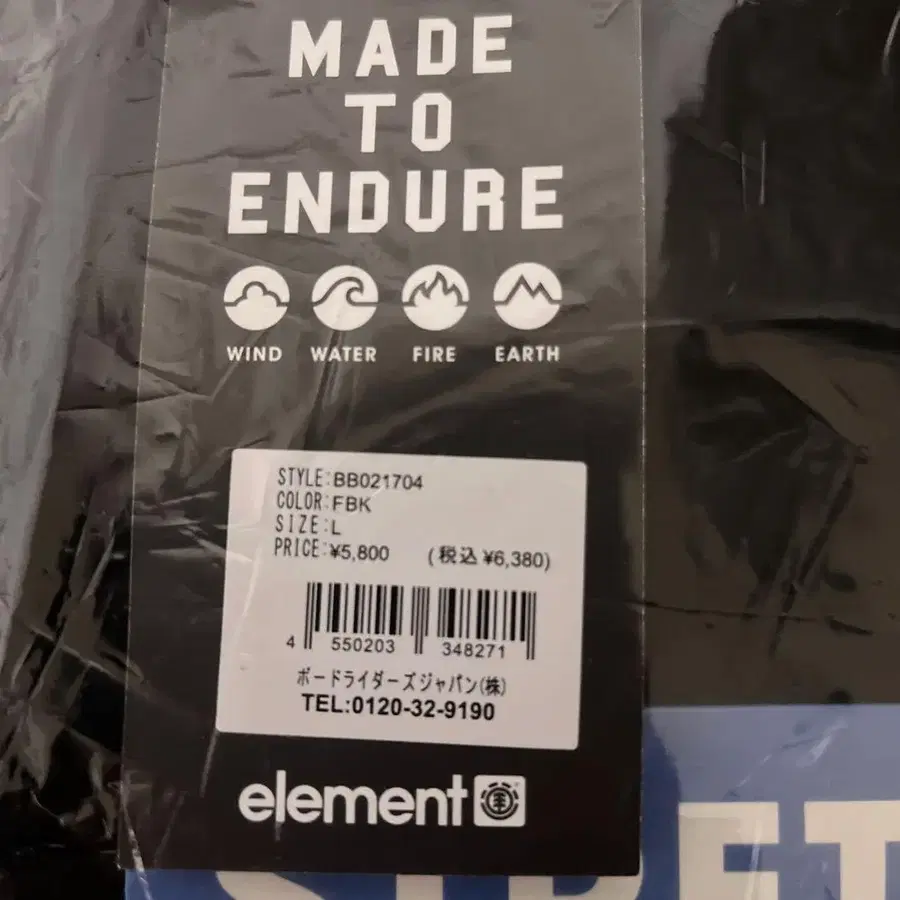 MADE
TO
ENDURE
WIND WATER FIRE EARTH
STYLE:BB021704
COLOR:FBK
SIZE:L
PRICE:¥5,800 (税込 ¥6,380)
4 550203 348271
ボードライダーズジャパン(株)
TEL:0120-32-9190
element